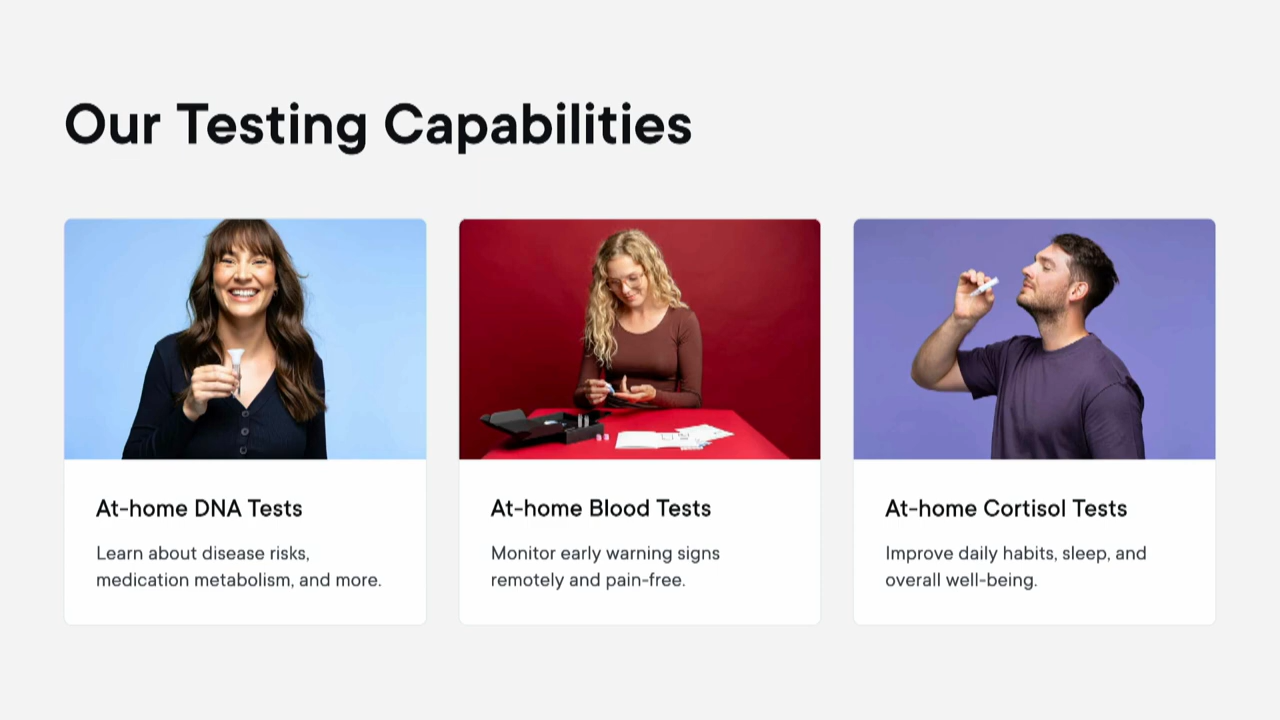 Our Testing Capabilities
At-home DNA Tests
Learn about disease risks,
medication metabolism, and more.
At-home Blood Tests
Monitor early warning signs
remotely and pain-free.
At-home Cortisol Tests
Improve daily habits, sleep, and
overall well-being.